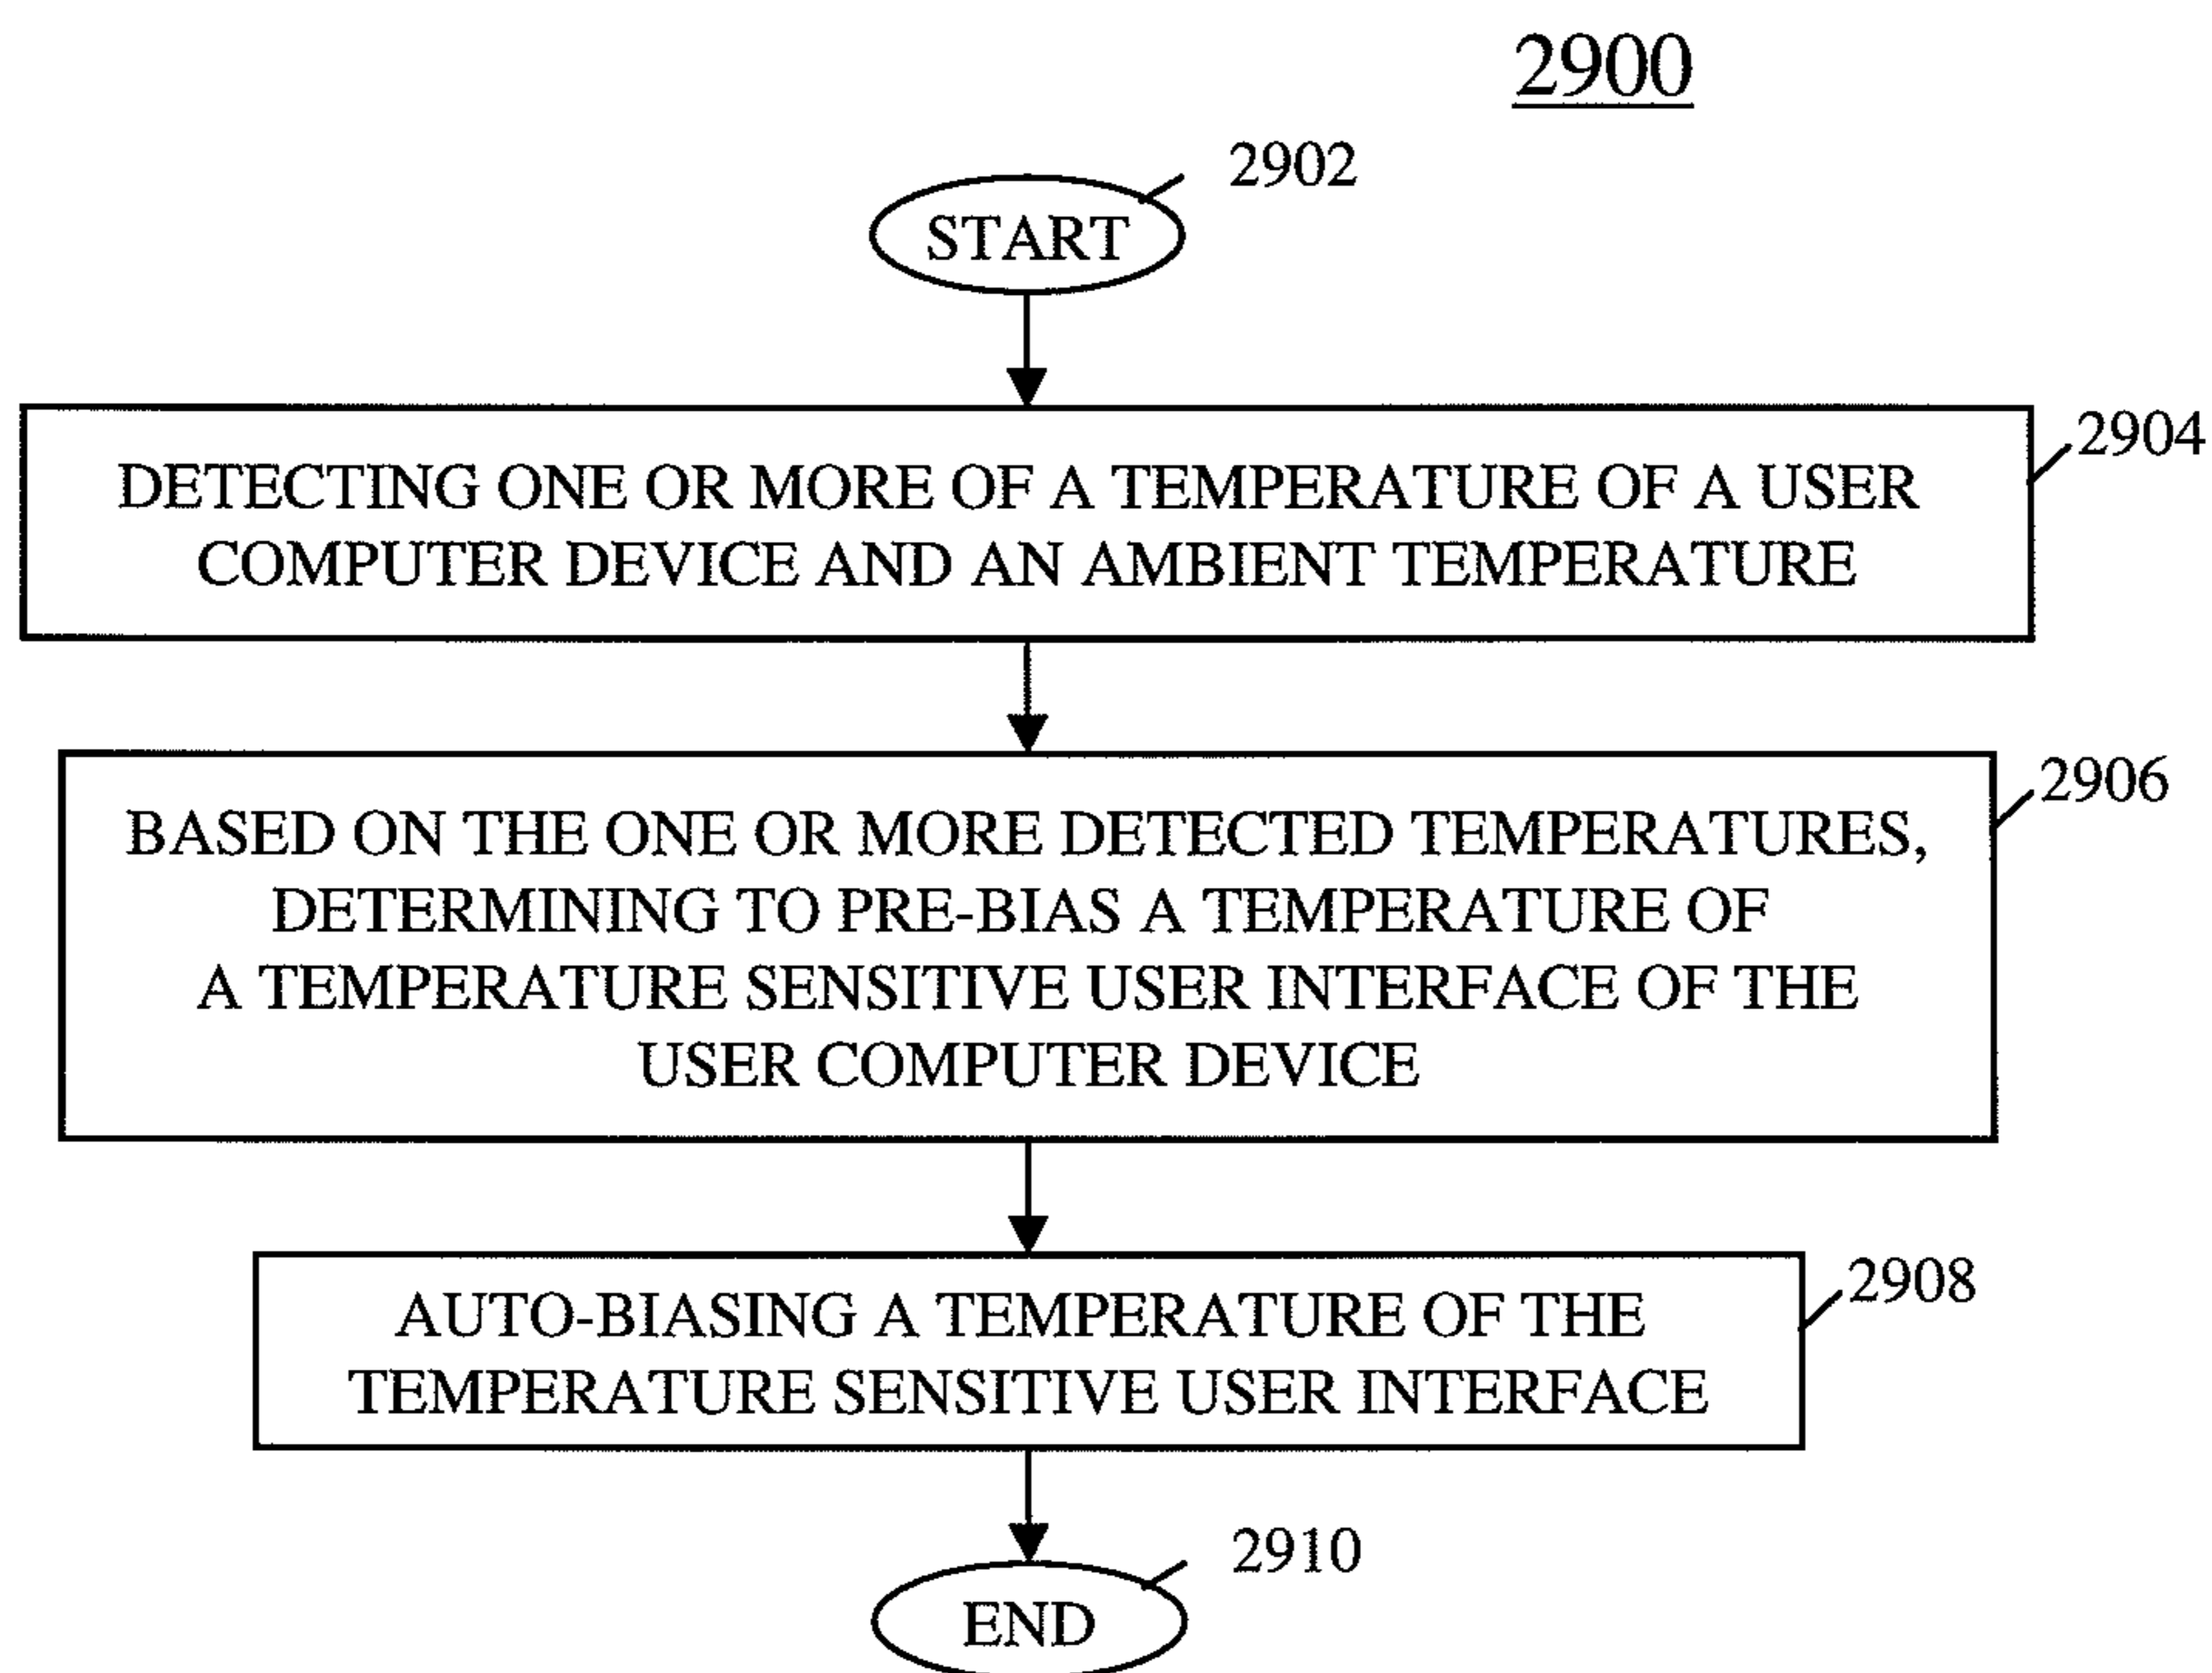 2900
2902
START
2904
DETECTING ONE OR MORE OF A TEMPERATURE OF A USER
COMPUTER DEVICE AND AN AMBIENT TEMPERATURE
2906
BASED ON THE ONE OR MORE DETECTED TEMPERATURES,
DETERMINING TO PRE-BIAS A TEMPERATURE OF
A TEMPERATURE SENSITIVE USER INTERFACE OF THE
USER COMPUTER DEVICE
2908
AUTO-BIASING A TEMPERATURE OF THE
TEMPERATURE SENSITIVE USER INTERFACE
2910
END